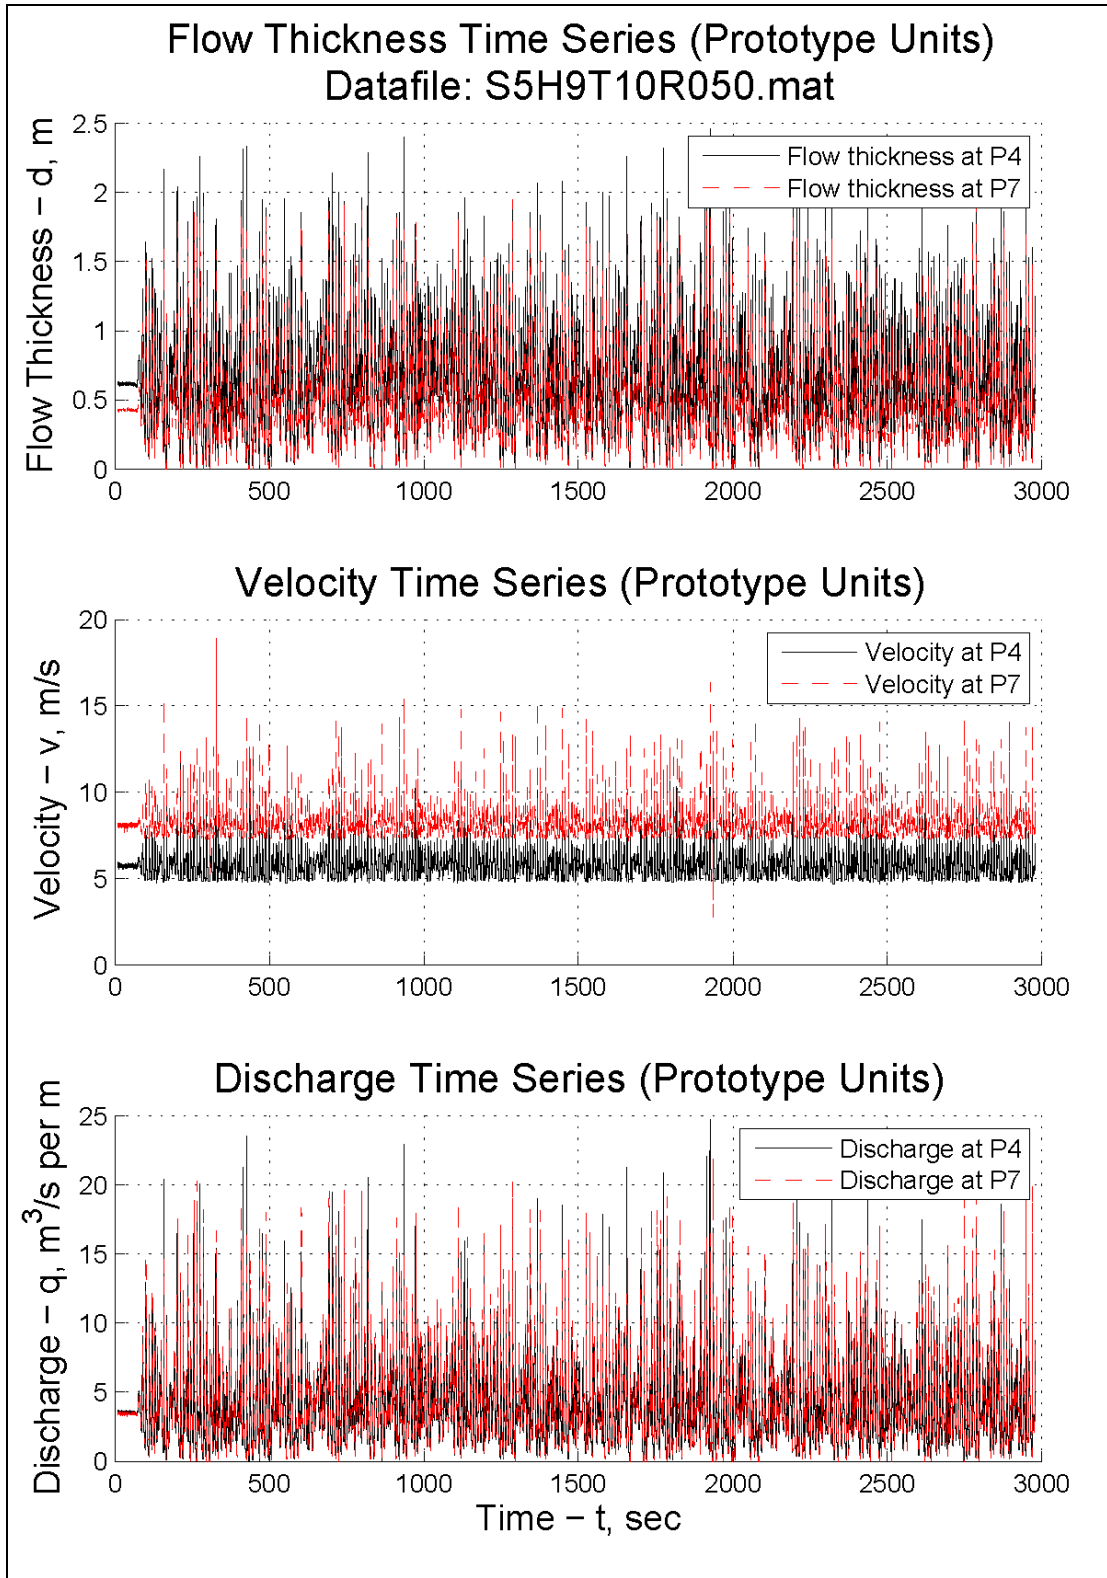 Flow Thickness Time Series (Prototype Units)
Datafile: S5H9T10R050.mat
Flow Thickness − d, m
2.5
2
1.5
1
0.5
0
Flow thickness at P4
Flow thickness at P7
0 500 1000 1500 2000 2500 3000
Velocity Time Series (Prototype Units)
Velocity − v, m/s
20
15
10
5
0
Velocity at P4
Velocity at P7
0 500 1000 1500 2000 2500 3000
Discharge Time Series (Prototype Units)
Discharge − q, m³/s per m
25
20
15
10
5
0
Discharge at P4
Discharge at P7
0 500 1000 1500 2000 2500 3000
Time − t, sec